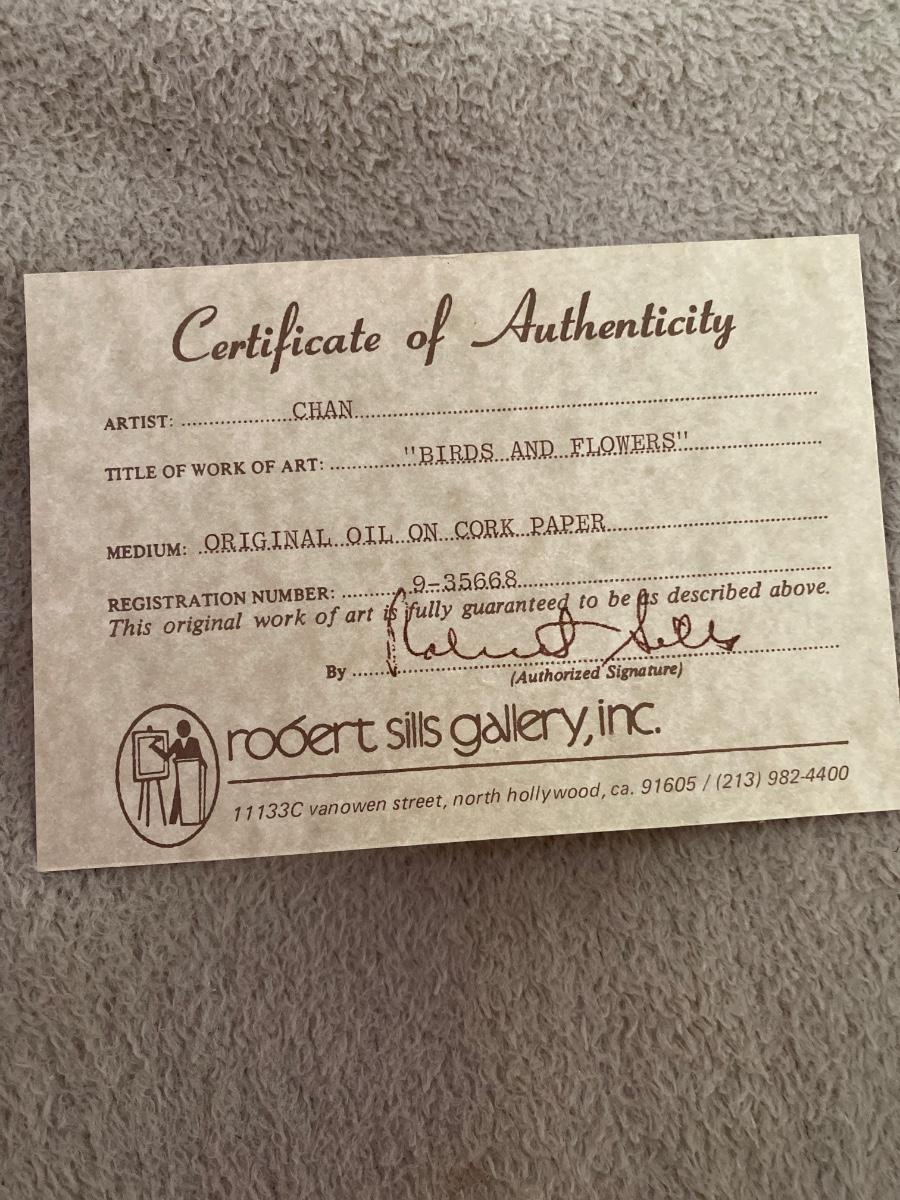 Certificate of Authenticity
ARTIST: CHAN
TITLE OF WORK OF ART: "BIRDS AND FLOWERS"
MEDIUM: ORIGINAL OIL ON CORK PAPER
REGISTRATION NUMBER: 9-35668
This original work of art is fully guaranteed to be as described above.
By Robert Sills
(Authorized Signature)
robert sills gallery, inc.
11133C vanowen street, north hollywood, ca. 91605 / (213) 982-4400